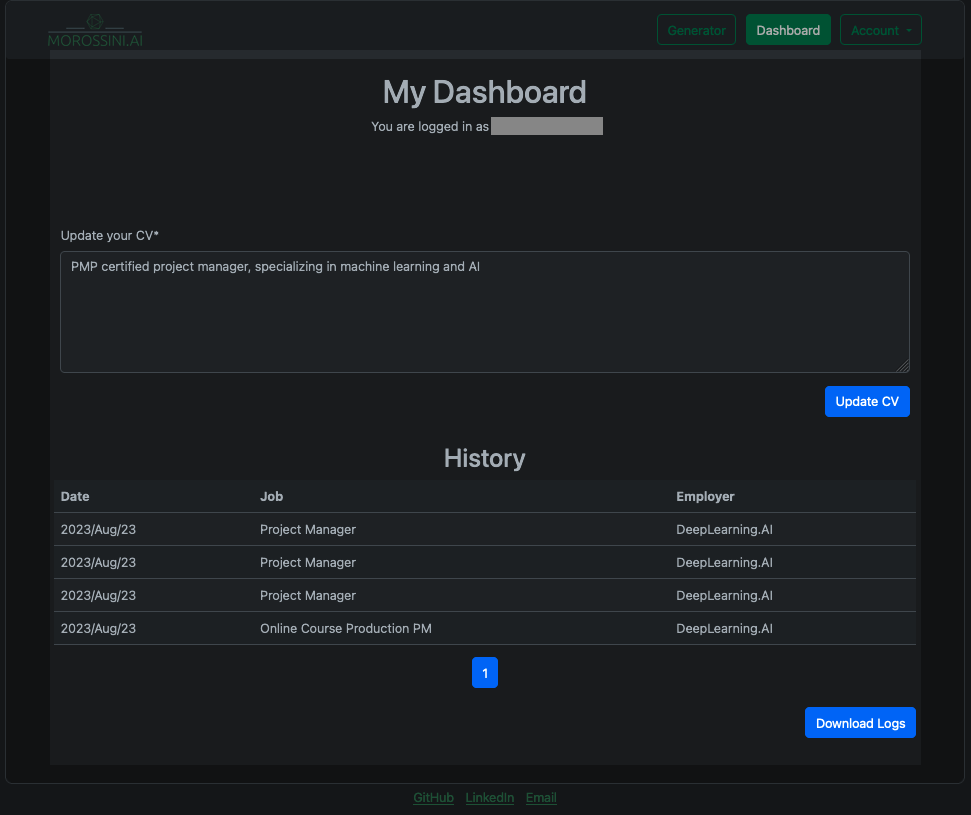 MOROSSINI.AI
Generator Dashboard Account
My Dashboard
You are logged in as
Update your CV*
PMP certified project manager, specializing in machine learning and AI
Update CV
History
Date Job Employer
2023/Aug/23 Project Manager DeepLearning.AI
2023/Aug/23 Project Manager DeepLearning.AI
2023/Aug/23 Project Manager DeepLearning.AI
2023/Aug/23 Online Course Production PM DeepLearning.AI
1
Download Logs
GitHub LinkedIn Email